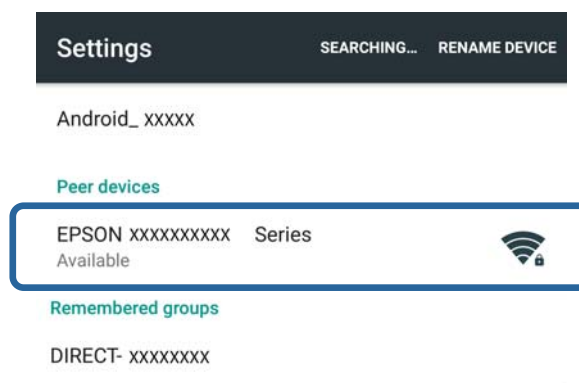 Settings SEARCHING... RENAME DEVICE
Android_ xxxxx
Peer devices
EPSON xxxxxxxxxx Series
Available
Remembered groups
DIRECT- xxxxxxxx